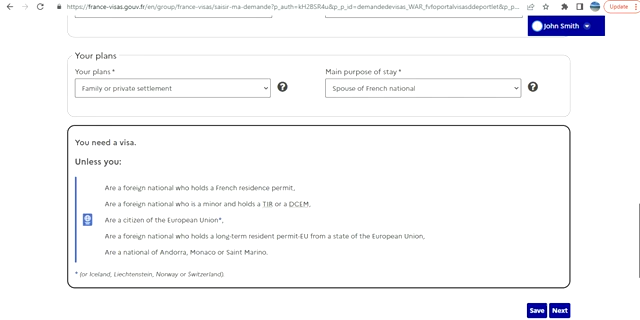 https://france-visas.gouv.fr/en/group/france-visas/saisir-ma-demande?p_auth=kH2BSR4u&p_p_id=demandedevisas_WAR_fvfoportalvisasddeportlet&p_p...
Update
John Smith
Your plans
Your plans *
Main purpose of stay *
Family or private settlement
Spouse of French national
You need a visa.
Unless you:
Are a foreign national who holds a French residence permit,
Are a foreign national who is a minor and holds a TIR or a DCEM,
Are a citizen of the European Union*,
Are a foreign national who holds a long-term resident permit-EU from a state of the European Union,
Are a national of Andorra, Monaco or Saint Marino.
* (or Iceland, Liechtenstein, Norway or Switzerland)
Save Next